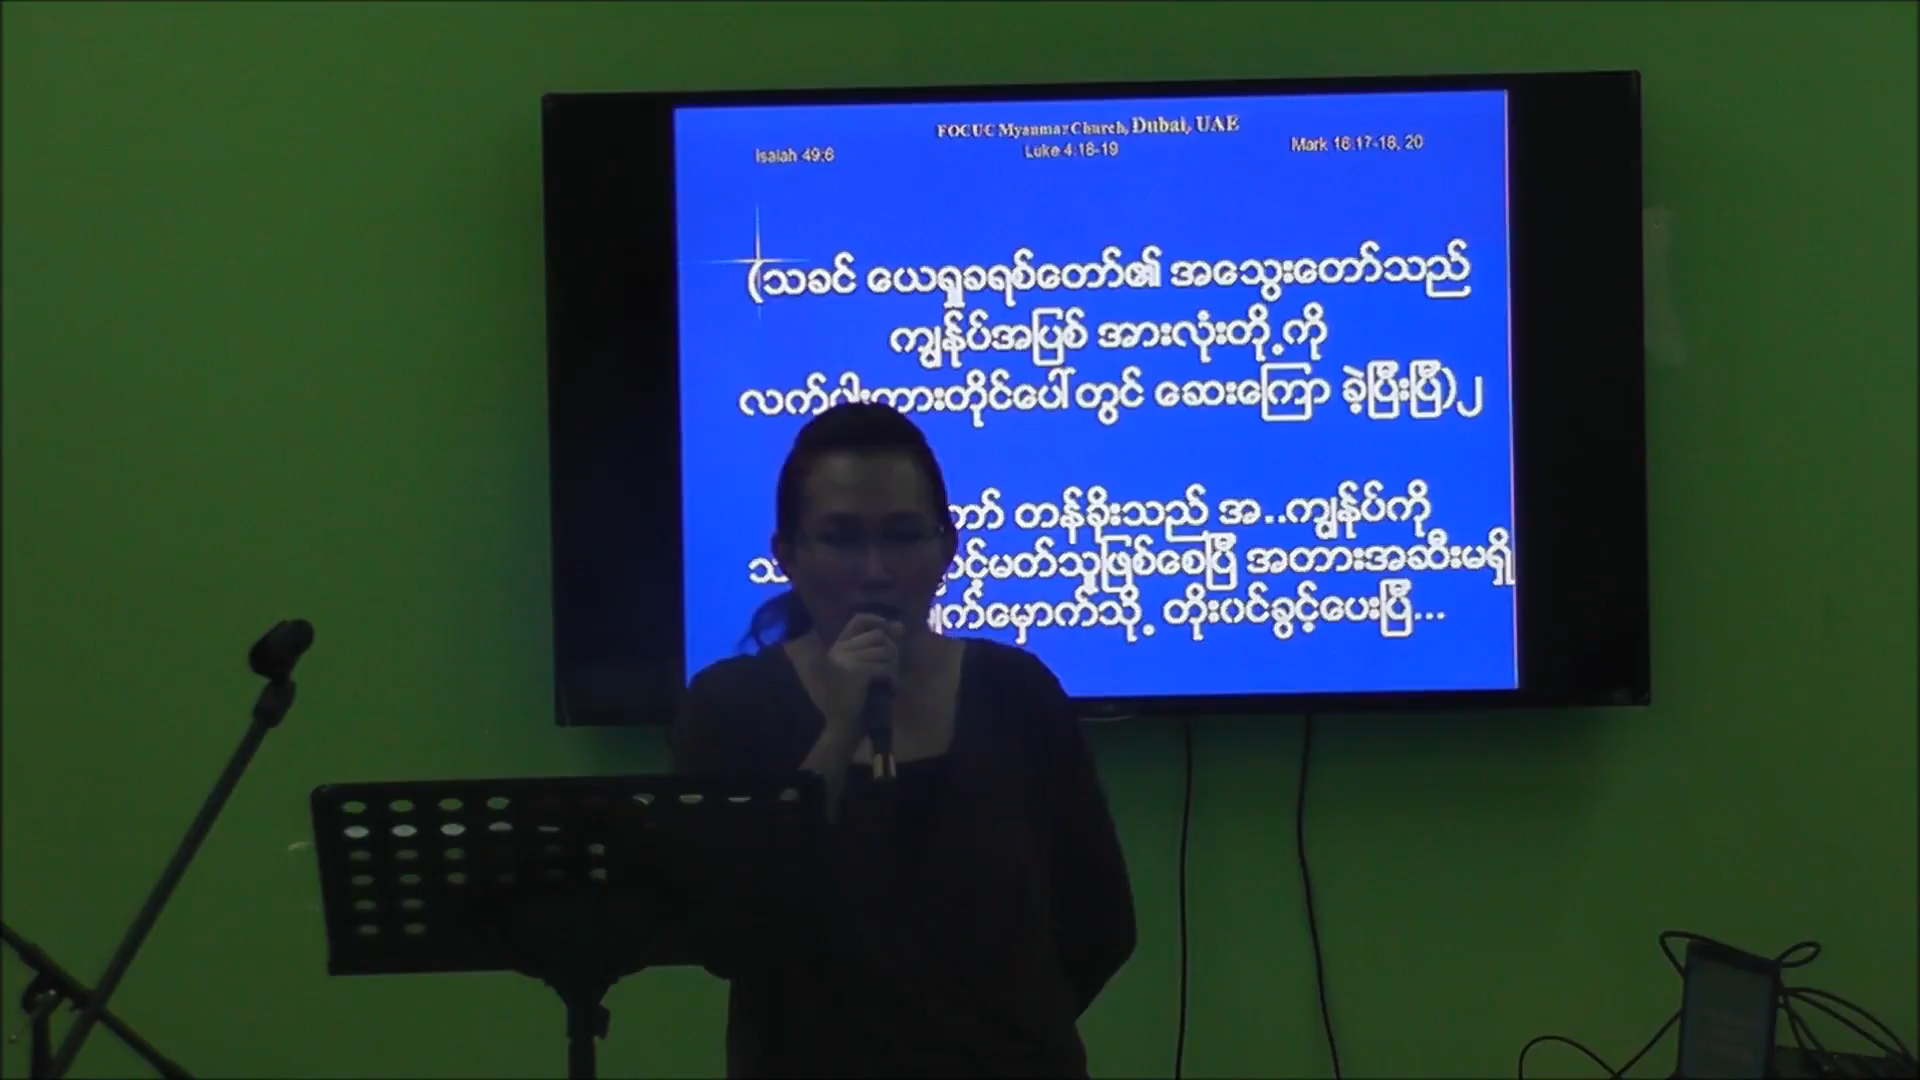 FOCUC Myanmar Church, Dubai, UAE
Isaiah 49:6 Luke 4:18-19 Mark 16:17-18, 20
(သခင် ယေရှုခရစ်တော်၏ အသွေးတော်သည်
ကျွန်ုပ်အပြစ် အားလုံးတို့ကို
လက်ဝါးကားတိုင်ပေါ်တွင် ဆေးကြော ခဲ့ပြီးပြီ)၂
တန်ခိုးသည် အ..ကျွန်ုပ်ကို
အတားအဆီးမရှိ
တိုးဝင်ခွင့်ပေးပြီ...